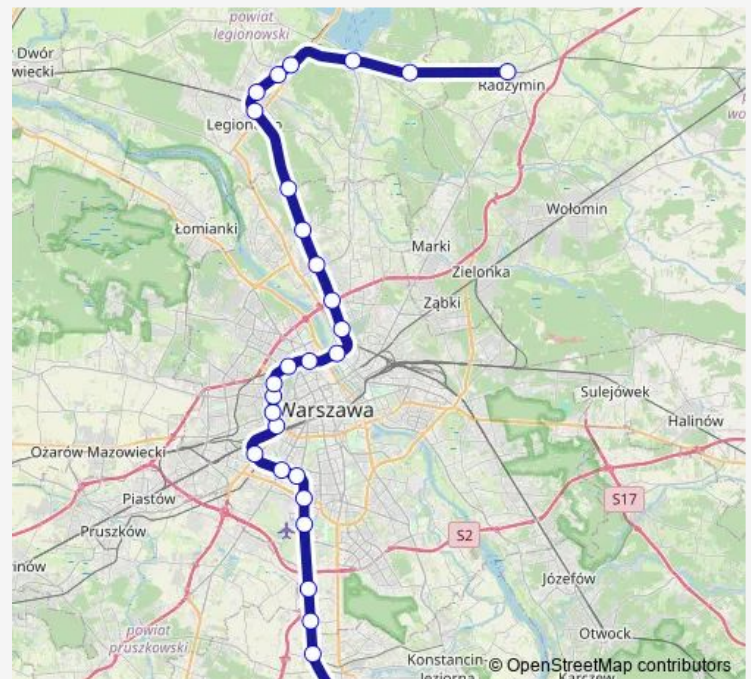 powiat
legionowski
Dwór
wiecki
Radzymin
Łomianki
Wołomin
Marki
Zielonka
Ząbki
Sulejówek
Warszawa
Halinów
Ożarów Mazowiecki
Piastów
S17
Pruszków
S2
Józefów
powiat
pruszkowski
Otwock
Konstancin-
Jeziorna
© OpenStreetMap contributors